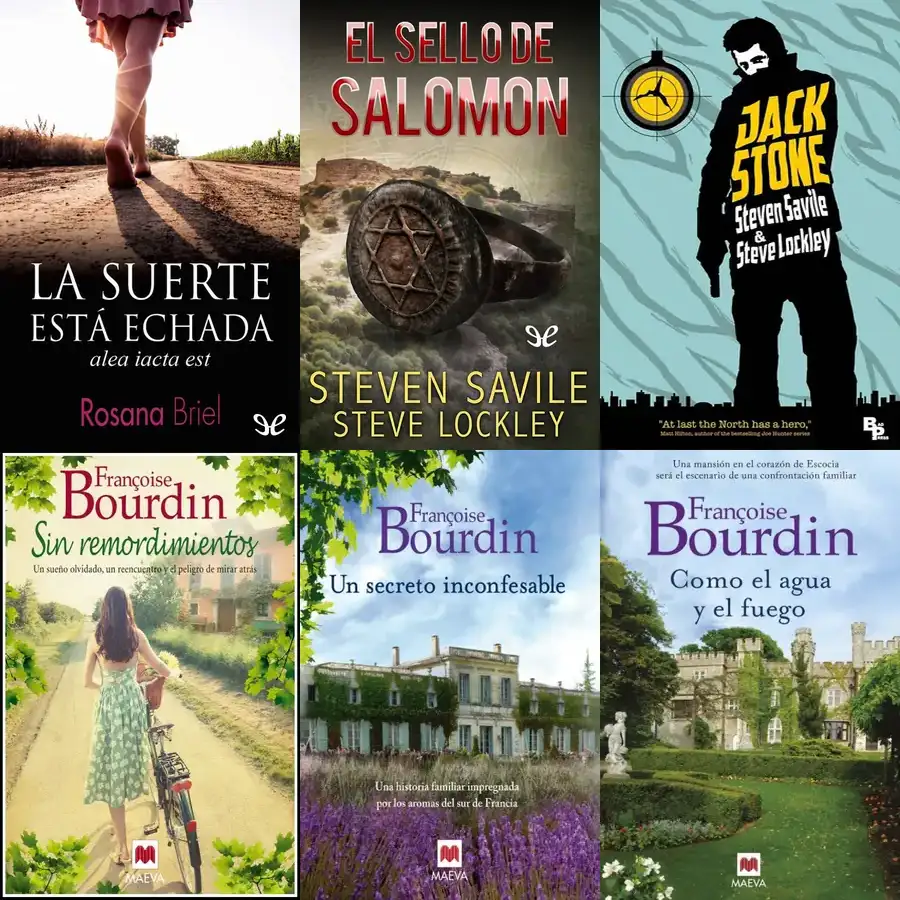 LA SUERTE
ESTÁ ECHADA
alea iacta est
Rosana Briel
EL SELLO DE
SALOMON
STEVEN SAVILE
STEVE LOCKLEY
JACK
STONE
Steven Savile
&
Steve Lockley
"At last the North has a hero,"
Matt Hilton, author of the bestselling Joe Hunter series
Françoise
Bourdin
Sin remordimientos
Un sueño olvidado, un reencuentro y el peligro de mirar atrás
MAEVA
Françoise
Bourdin
Un secreto inconfesable
Una historia familiar impregnada
por los aromas del sur de Francia
MAEVA
Una mansión en el corazón de Escocia
será el escenario de una confrontación familiar
Françoise
Bourdin
Como el agua
y el fuego
MAEVA